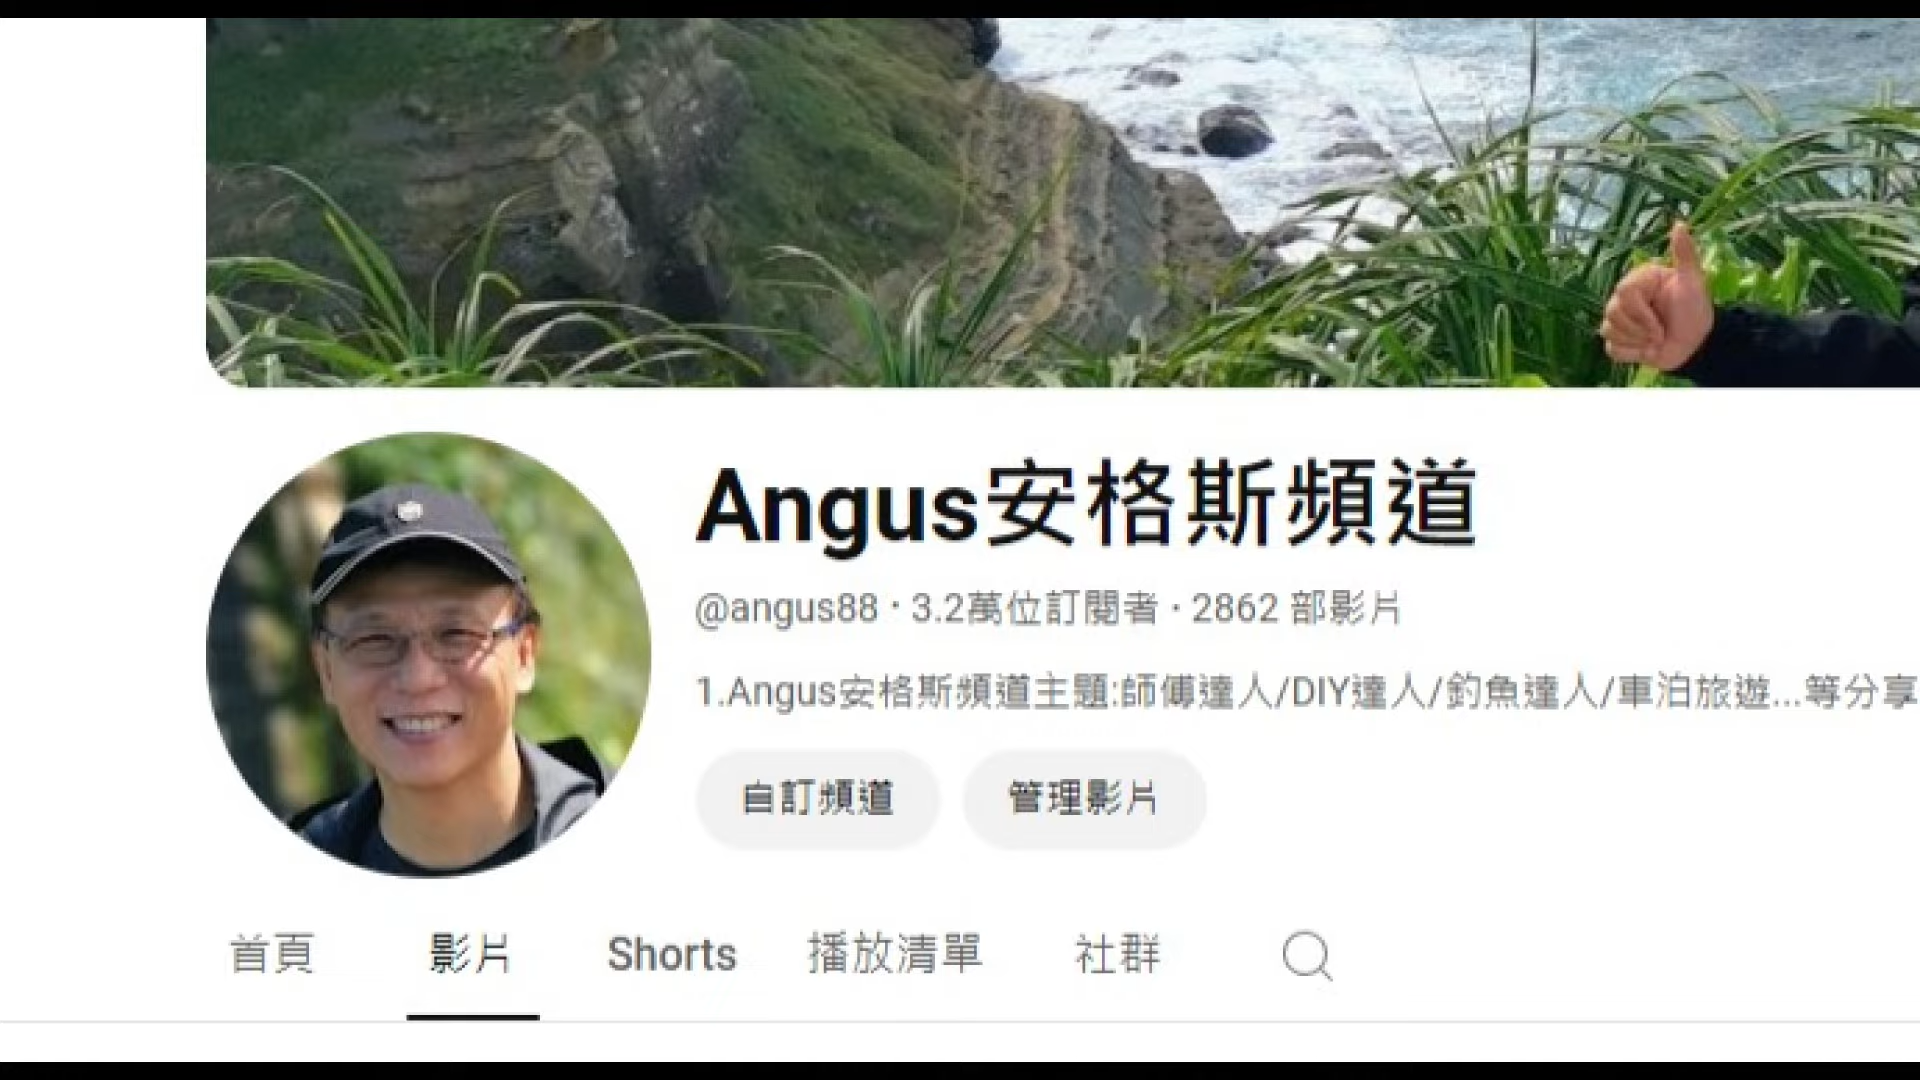 Angus安格斯頻道
@angus88 · 3.2萬位訂閱者 · 2862 部影片
1.Angus安格斯頻道主題:師傅達人/DIY達人/釣魚達人/車泊旅遊...等分享
自訂頻道 管理影片
首頁 影片 Shorts 播放清單 社群